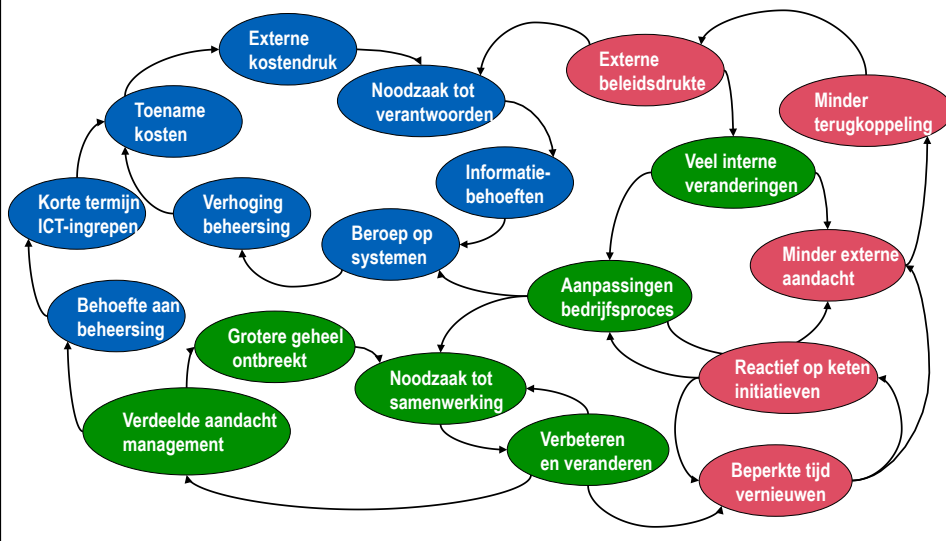 Externe
kostendruk
Externe
beleidsdrukte
Noodzaak tot
verantwoorden
Minder
terugkoppeling
Toename
kosten
Veel interne
veranderingen
Informatie-
behoeften
Korte termijn
ICT-ingrepen
Verhoging
beheersing
Beroep op
systemen
Minder externe
aandacht
Aanpassingen
bedrijfsproces
Behoefte aan
beheersing
Grotere geheel
ontbreekt
Noodzaak tot
samenwerking
Reactief op keten
initiatieven
Verdeelde aandacht
management
Verbeteren
en veranderen
Beperkte tijd
vernieuwen